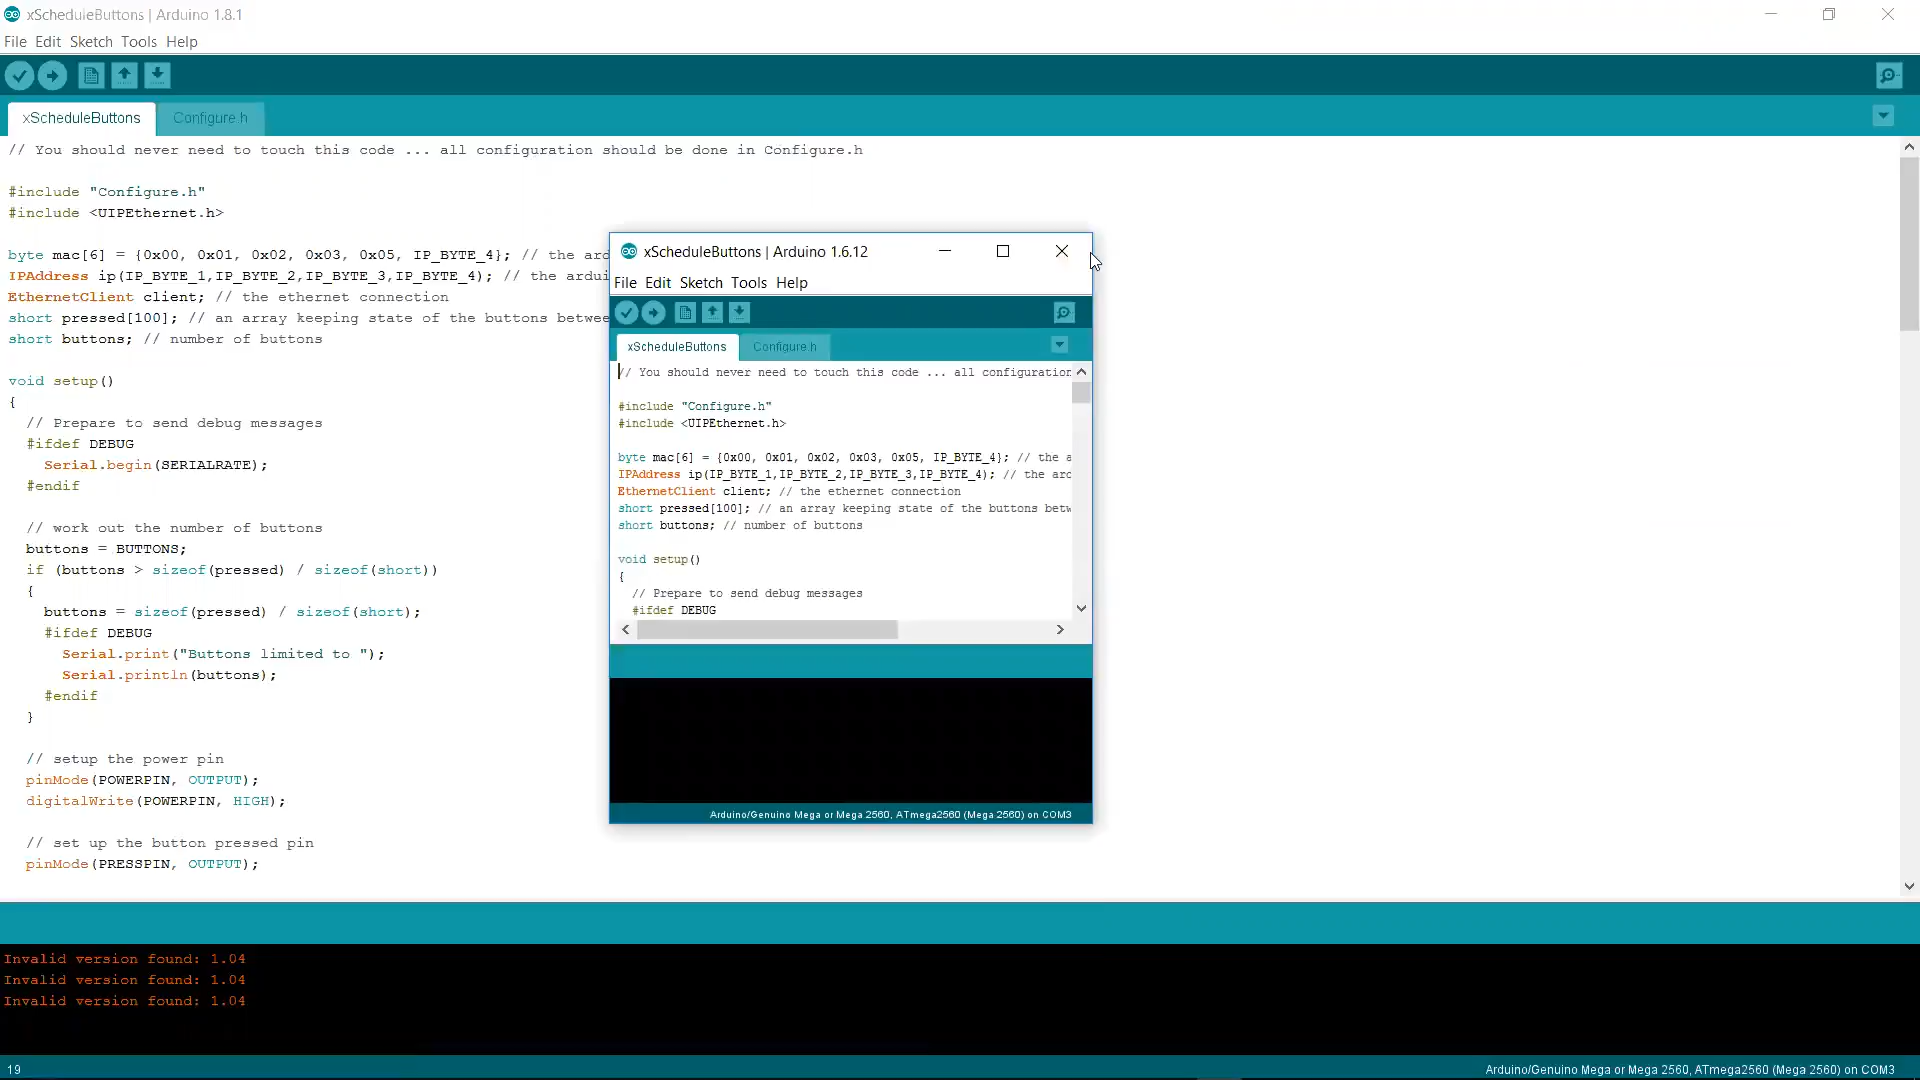 xScheduleButtons | Arduino 1.8.1
File Edit Sketch Tools Help
xScheduleButtons Configure.h
// You should never need to touch this code ... all configuration should be done in Configure.h
#include "Configure.h"
#include <UIPEthernet.h>
byte mac[6] = {0x00, 0x01, 0x02, 0x03, 0x05, IP_BYTE_4}; // the ard
IPAddress ip(IP_BYTE_1,IP_BYTE_2,IP_BYTE_3,IP_BYTE_4); // the ardui
EthernetClient client; // the ethernet connection
short pressed[100]; // an array keeping state of the buttons betwee
short buttons; // number of buttons
void setup()
{
// Prepare to send debug messages
#ifdef DEBUG
Serial.begin(SERIALRATE);
#endif
// work out the number of buttons
buttons = BUTTONS;
if (buttons > sizeof(pressed) / sizeof(short))
{
buttons = sizeof(pressed) / sizeof(short);
#ifdef DEBUG
Serial.print("Buttons limited to ");
Serial.println(buttons);
#endif
}
// setup the power pin
pinMode(POWERPIN, OUTPUT);
digitalWrite(POWERPIN, HIGH);
// set up the button pressed pin
pinMode(PRESSPIN, OUTPUT);
xScheduleButtons | Arduino 1.6.12
File Edit Sketch Tools Help
xScheduleButtons Configure.h
// You should never need to touch this code ... all configuration
#include "Configure.h"
#include <UIPEthernet.h>
byte mac[6] = {0x00, 0x01, 0x02, 0x03, 0x05, IP_BYTE_4}; // the a
IPAddress ip(IP_BYTE_1,IP_BYTE_2,IP_BYTE_3,IP_BYTE_4); // the arc
EthernetClient client; // the ethernet connection
short pressed[100]; // an array keeping state of the buttons betw
short buttons; // number of buttons
void setup()
{
// Prepare to send debug messages
#ifdef DEBUG
Arduino/Genuino Mega or Mega 2560, ATmega2560 (Mega 2560) on COM3
Invalid version found: 1.04
Invalid version found: 1.04
Invalid version found: 1.04
19
Arduino/Genuino Mega or Mega 2560, ATmega2560 (Mega 2560) on COM3